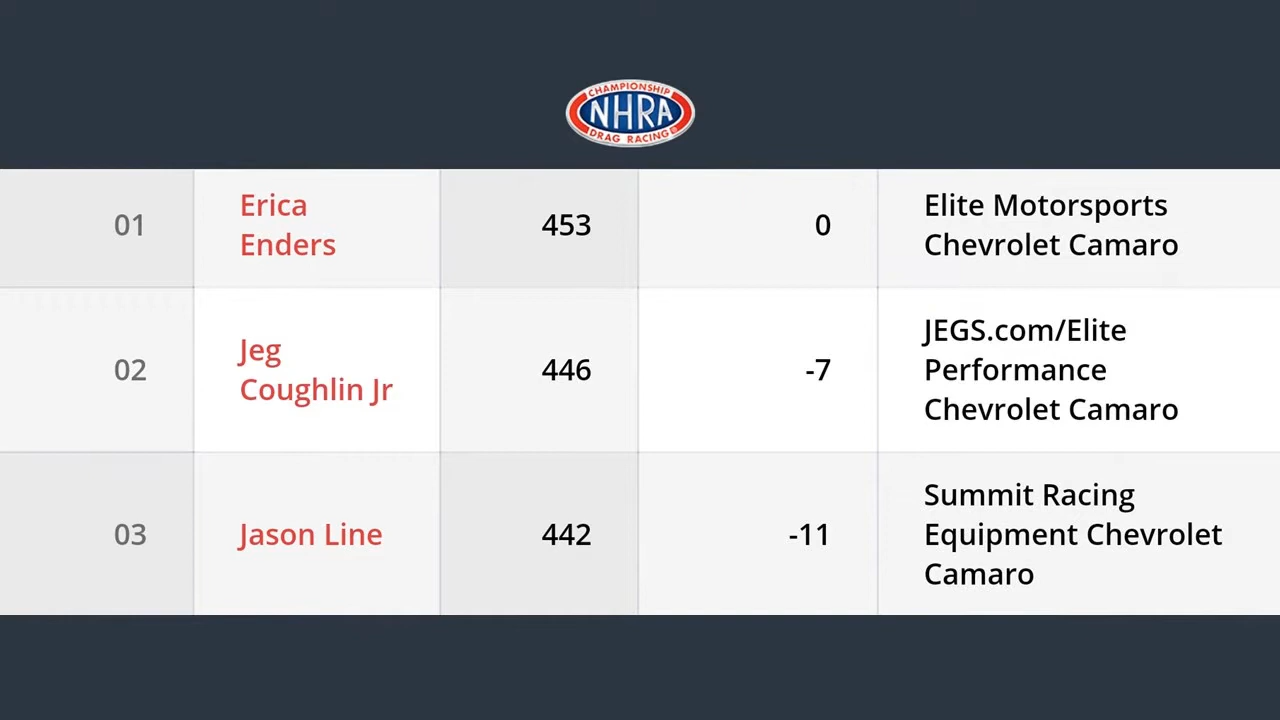 CHAMPIONSHIP
NHRA
DRAG RACING®
01
Erica
Enders
453
0
Elite Motorsports
Chevrolet Camaro
02
Jeg
Coughlin Jr
446
-7
JEGS.com/Elite
Performance
Chevrolet Camaro
03
Jason Line
442
-11
Summit Racing
Equipment Chevrolet
Camaro